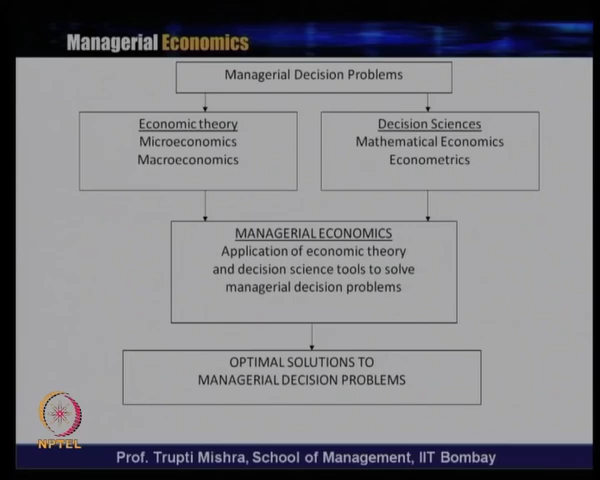 Managerial Economics
Managerial Decision Problems
Economic theory
Microeconomics
Macroeconomics
Decision Sciences
Mathematical Economics
Econometrics
MANAGERIAL ECONOMICS
Application of economic theory
and decision science tools to solve
managerial decision problems
OPTIMAL SOLUTIONS TO
MANAGERIAL DECISION PROBLEMS
NPTEL
Prof. Trupti Mishra, School of Management, IIT Bombay